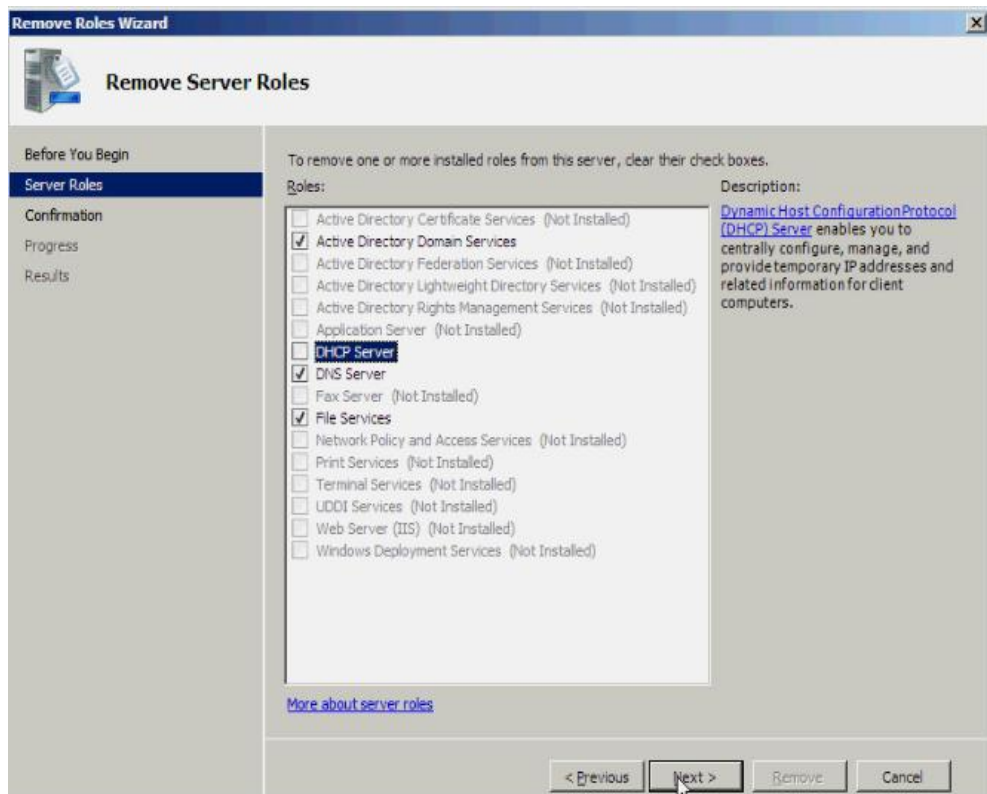 Remove Roles Wizard
Remove Server Roles
Before You Begin
Server Roles
Confirmation
Progress
Results
To remove one or more installed roles from this server, clear their check boxes.
Roles:
Active Directory Certificate Services (Not Installed)
Active Directory Domain Services
Active Directory Federation Services (Not Installed)
Active Directory Lightweight Directory Services (Not Installed)
Active Directory Rights Management Services (Not Installed)
Application Server (Not Installed)
DHCP Server
DNS Server
Fax Server (Not Installed)
File Services
Network Policy and Access Services (Not Installed)
Print Services (Not Installed)
Terminal Services (Not Installed)
UDDI Services (Not Installed)
Web Server (IIS) (Not Installed)
Windows Deployment Services (Not Installed)
More about server roles
Description:
Dynamic Host Configuration Protocol
(DHCP) Server enables you to
centrally configure, manage, and
provide temporary IP addresses and
related information for client
computers.
< Previous
Next >
Remove
Cancel